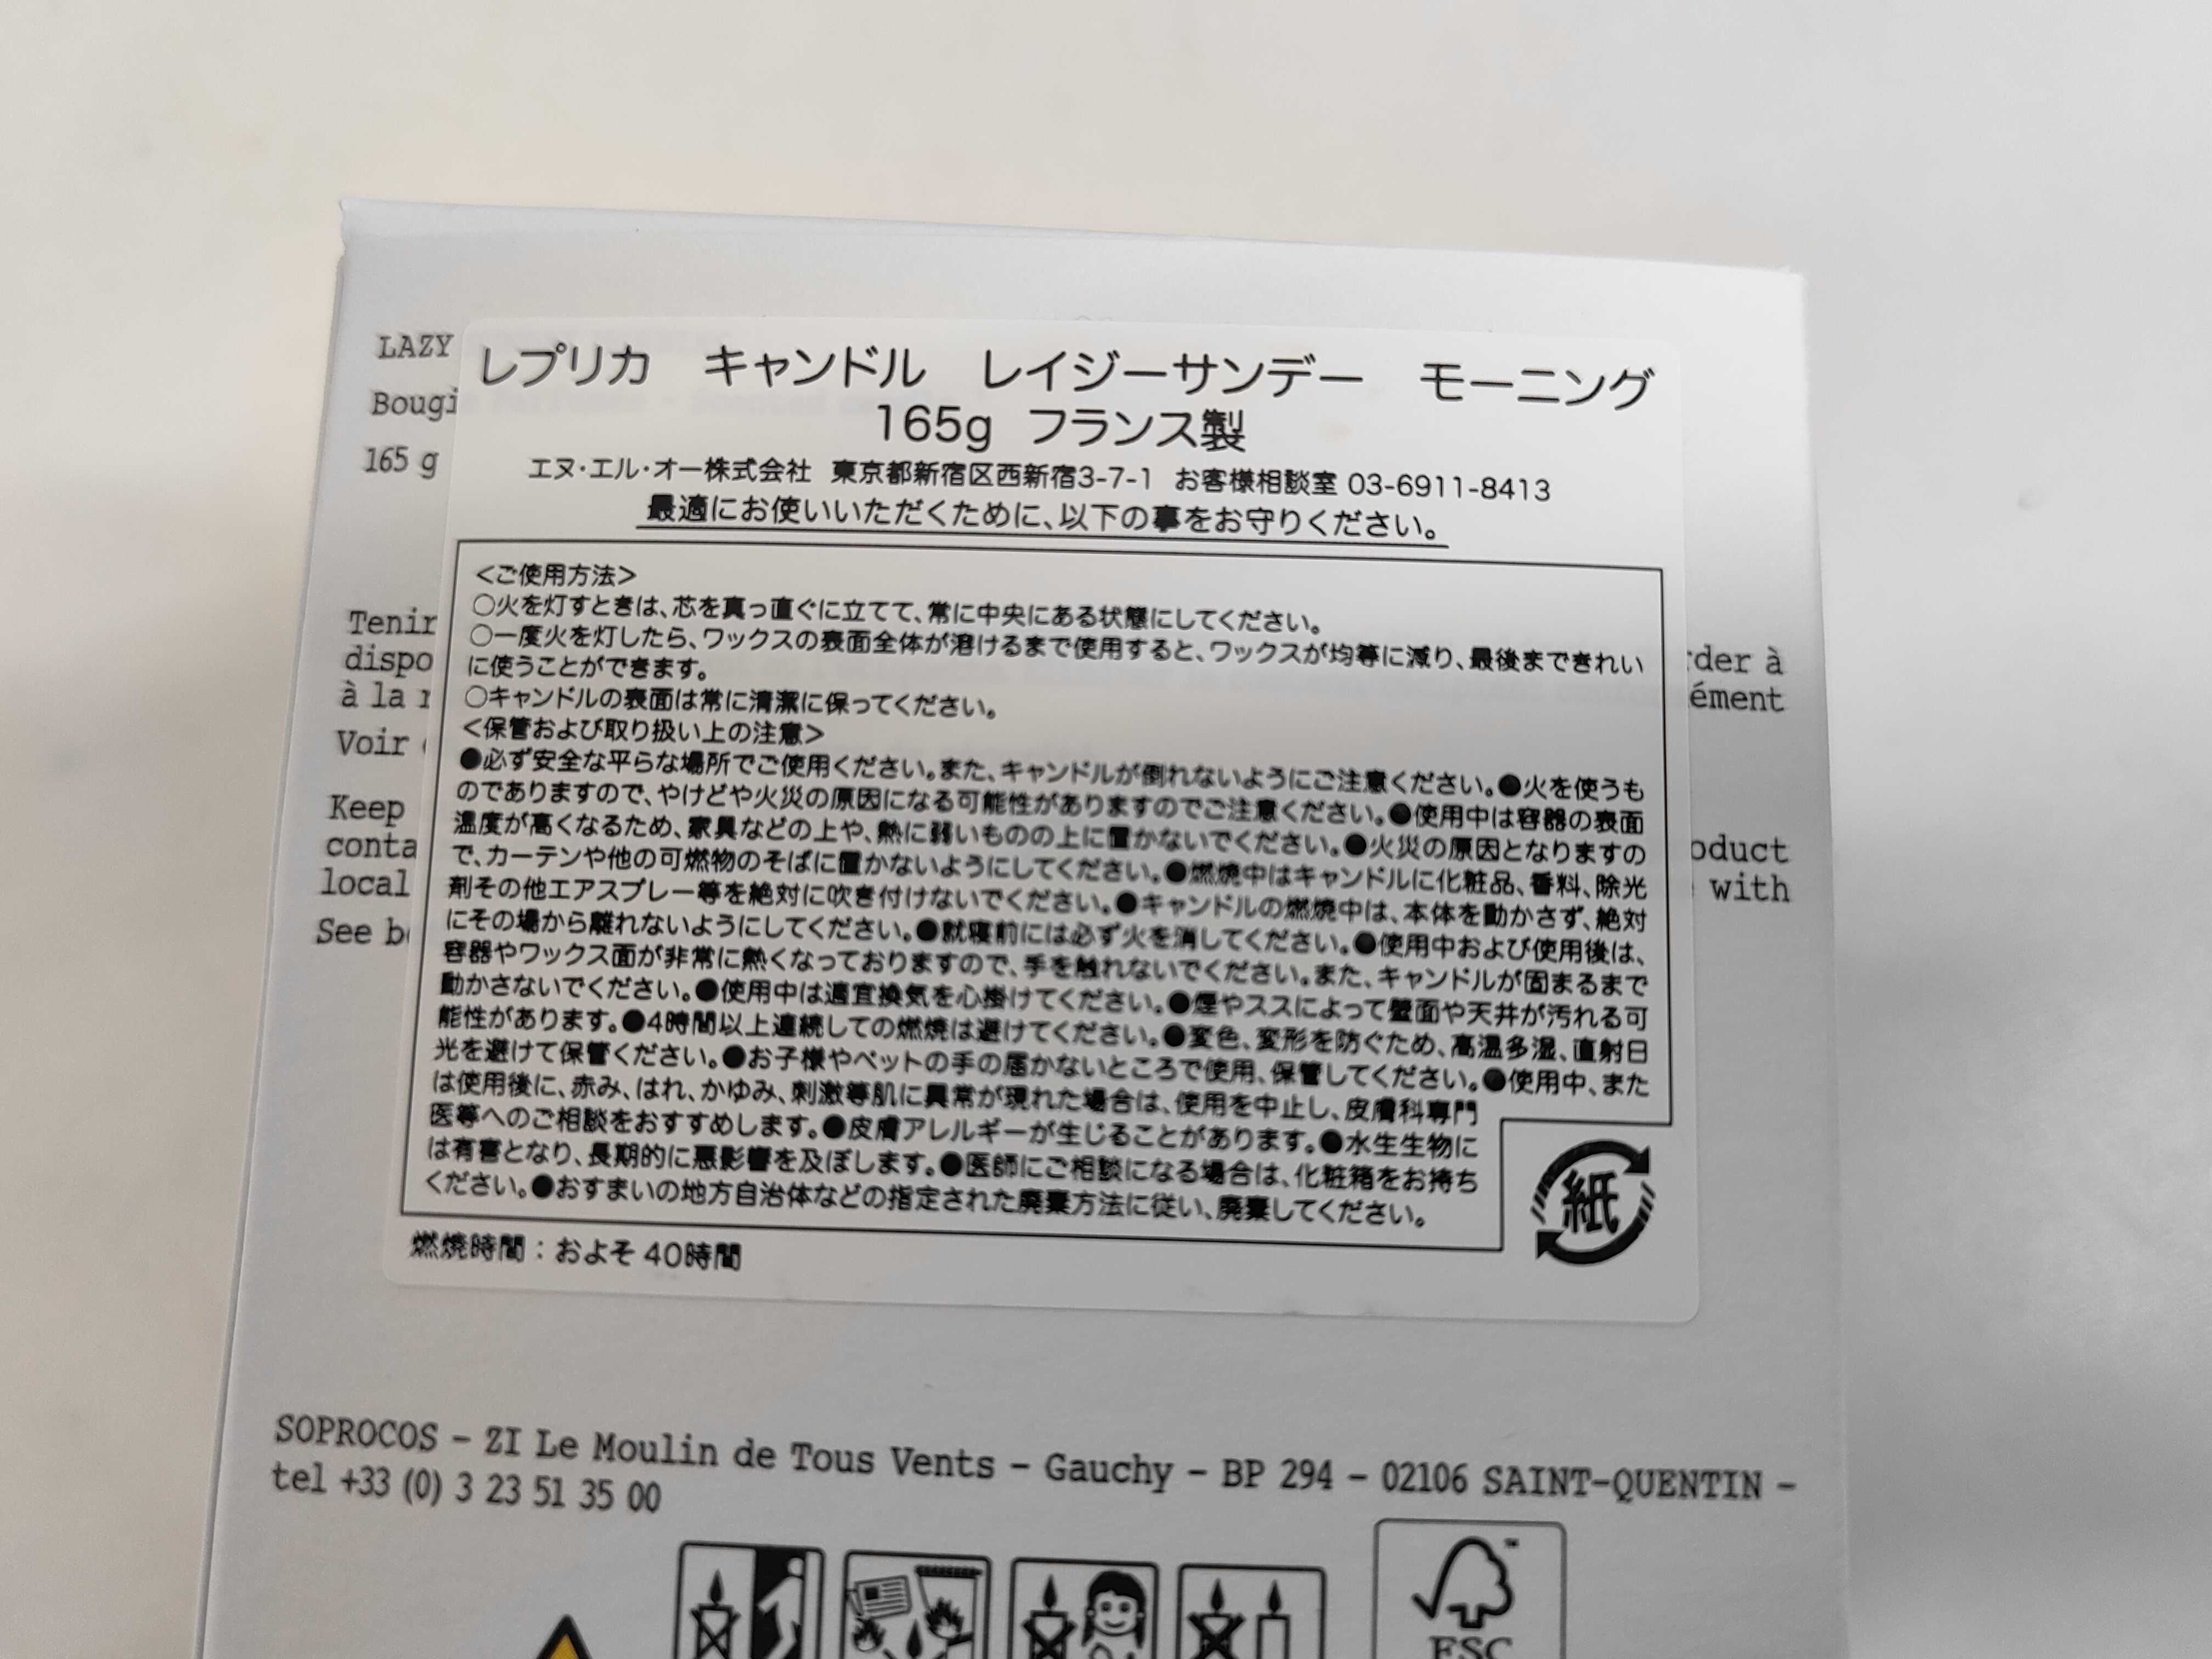 LAZY
Bougi
165 g
レプリカ　キャンドル　レイジーサンデー　モーニング
165g フランス製
エヌ・エル・オー株式会社 東京都新宿区西新宿3-7-1 お客様相談室 03-6911-8413
最適にお使いいただくために、以下の事をお守りください。
<ご使用方法>
○火を灯すときは、芯を真っ直ぐに立てて、常に中央にある状態にしてください。
○一度火を灯したら、ワックスの表面全体が溶けるまで使用すると、ワックスが均等に減り、最後まできれい
に使うことができます。
○キャンドルの表面は常に清潔に保ってください。
<保管および取り扱い上の注意>
●必ず安全な平らな場所でご使用ください。また、キャンドルが倒れないようにご注意ください。●火を使うも
のでありますので、やけどや火災の原因になる可能性がありますのでご注意ください。●使用中は容器の表面
温度が高くなるため、家具などの上や、熱に弱いものの上に置かないでください。●火災の原因となりますの
で、カーテンや他の可燃物のそばに置かないようにしてください。●燃焼中はキャンドルに化粧品、香料、除光
剤その他エアスプレー等を絶対に吹き付けないでください。●キャンドルの燃焼中は、本体を動かさず、絶対
にその場から離れないようにしてください。●就寝前には必ず火を消してください。●使用中および使用後は、
容器やワックス面が非常に熱くなっておりますので、手を触れないでください。また、キャンドルが固まるまで
動かさないでください。●使用中は適宜換気を心掛けてください。●煙やススによって壁面や天井が汚れる可
能性があります。●4時間以上連続しての燃焼は避けてください。●変色、変形を防ぐため、高温多湿、直射日
光を避けて保管ください。●お子様やペットの手の届かないところで使用、保管してください。●使用中、また
は使用後に、赤み、はれ、かゆみ、刺激等肌に異常が現れた場合は、使用を中止し、皮膚科専門
医等へのご相談をおすすめします。●皮膚アレルギーが生じることがあります。●水生生物に
は有害となり、長期的に悪影響を及ぼします。●医師にご相談になる場合は、化粧箱をお持ち
ください。●おすまいの地方自治体などの指定された廃棄方法に従い、廃棄してください。
紙
燃焼時間：およそ 40時間
Tenir
dispo
à la r
Voir
Keep
conta
local
See b
rder à
ément
oduct
with
SOPROCOS - ZI Le Moulin de Tous Vents - Gauchy - BP 294 - 02106 SAINT-QUENTIN -
tel +33 (0) 3 23 51 35 00
FSC